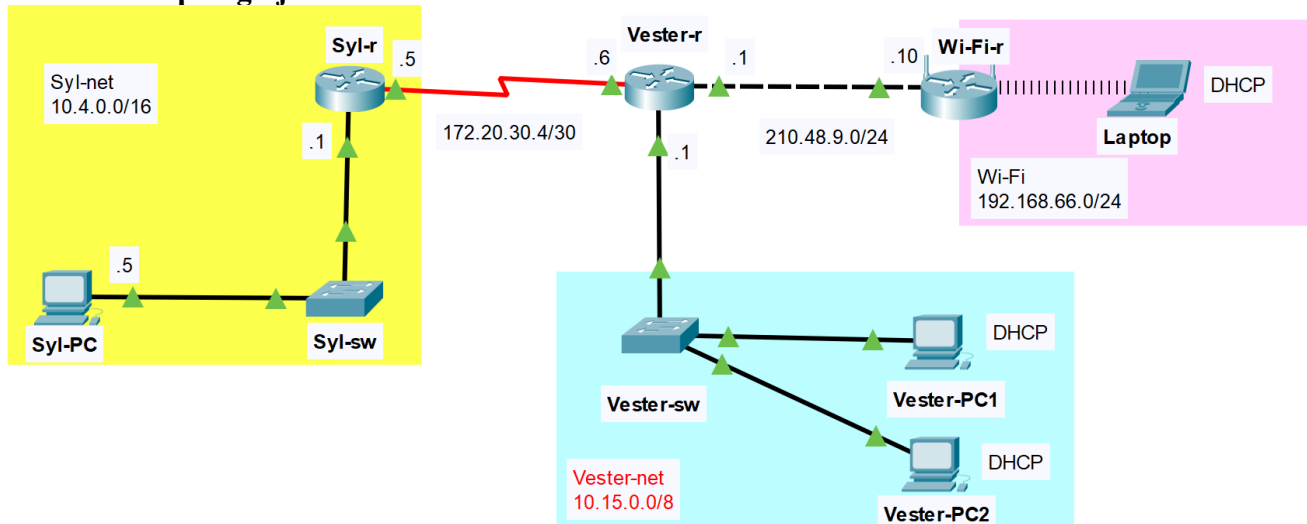 Syl-net
10.4.0.0/16
Syl-r
.5
.1
172.20.30.4/30
.5
Syl-PC
Syl-sw
Vester-r
.6
.1
.1
210.48.9.0/24
.10
Wi-Fi-r
DHCP
Laptop
Wi-Fi
192.168.66.0/24
Vester-sw
DHCP
Vester-PC1
DHCP
Vester-PC2
Vester-net
10.15.0.0/8